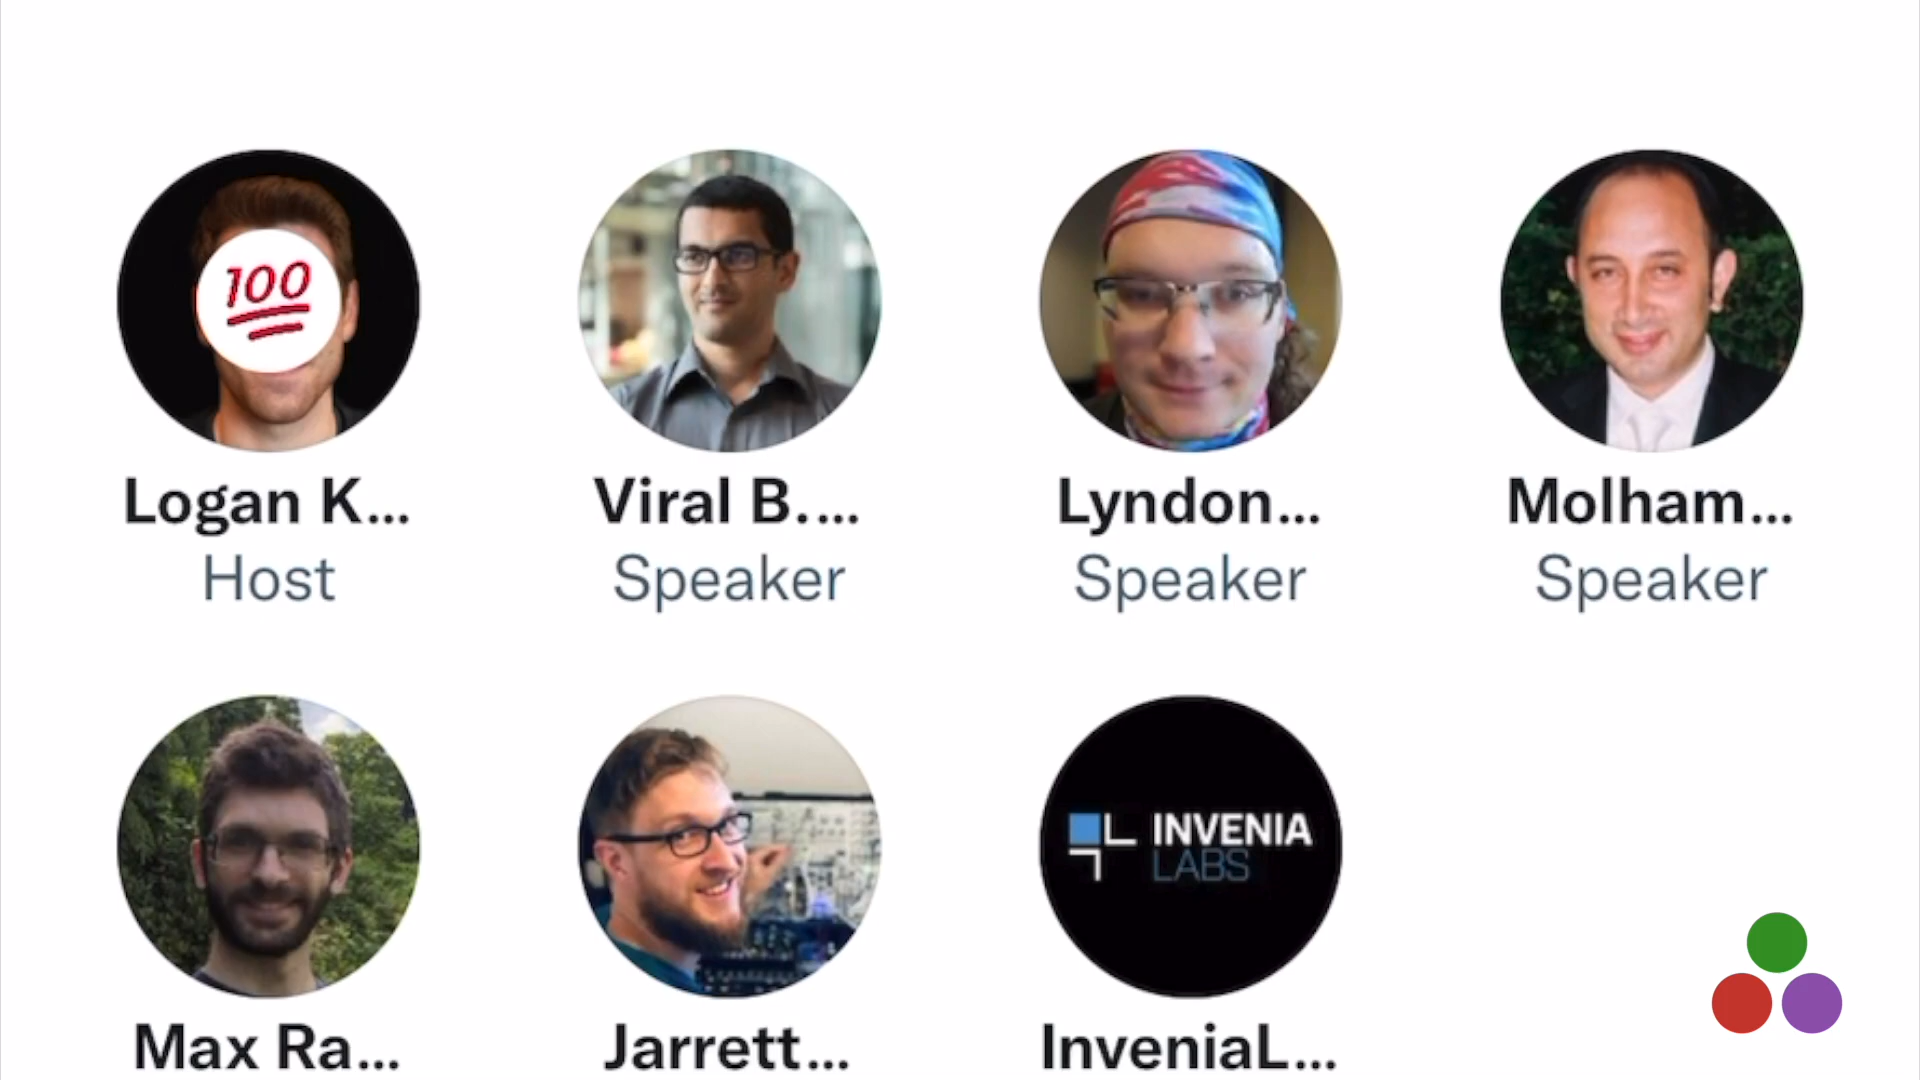 100
Logan K...
Host
Viral B....
Speaker
Lyndon...
Speaker
Molham...
Speaker
Max Ra...
Jarrett...
INVENIA
LABS
InveniaL...